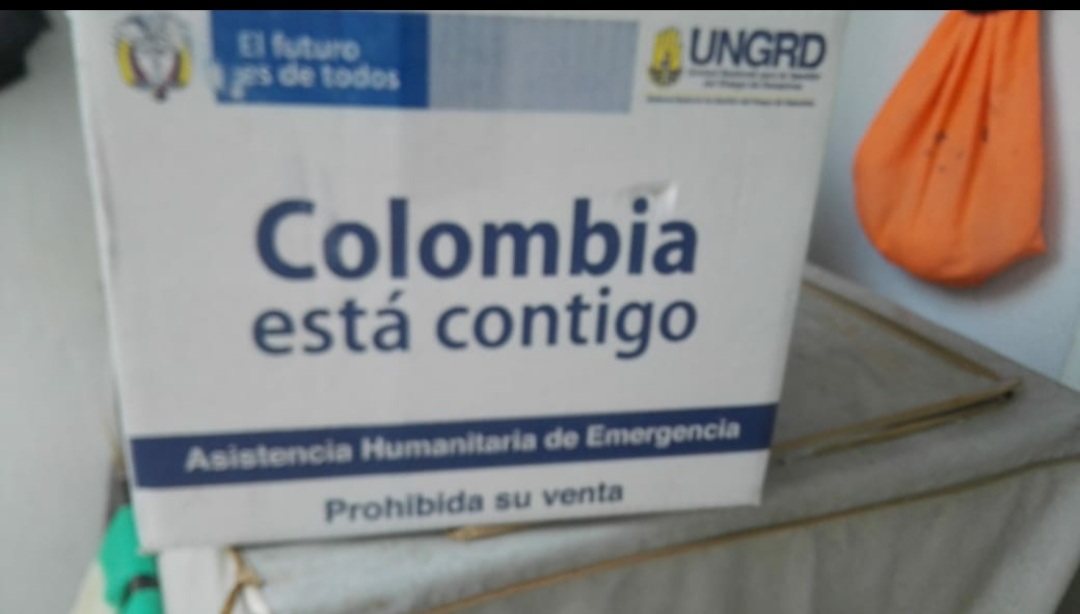 El futuro
es de todos
UNGRD
Colombia
está contigo
Asistencia Humanitaria de Emergencia
Prohibida su venta